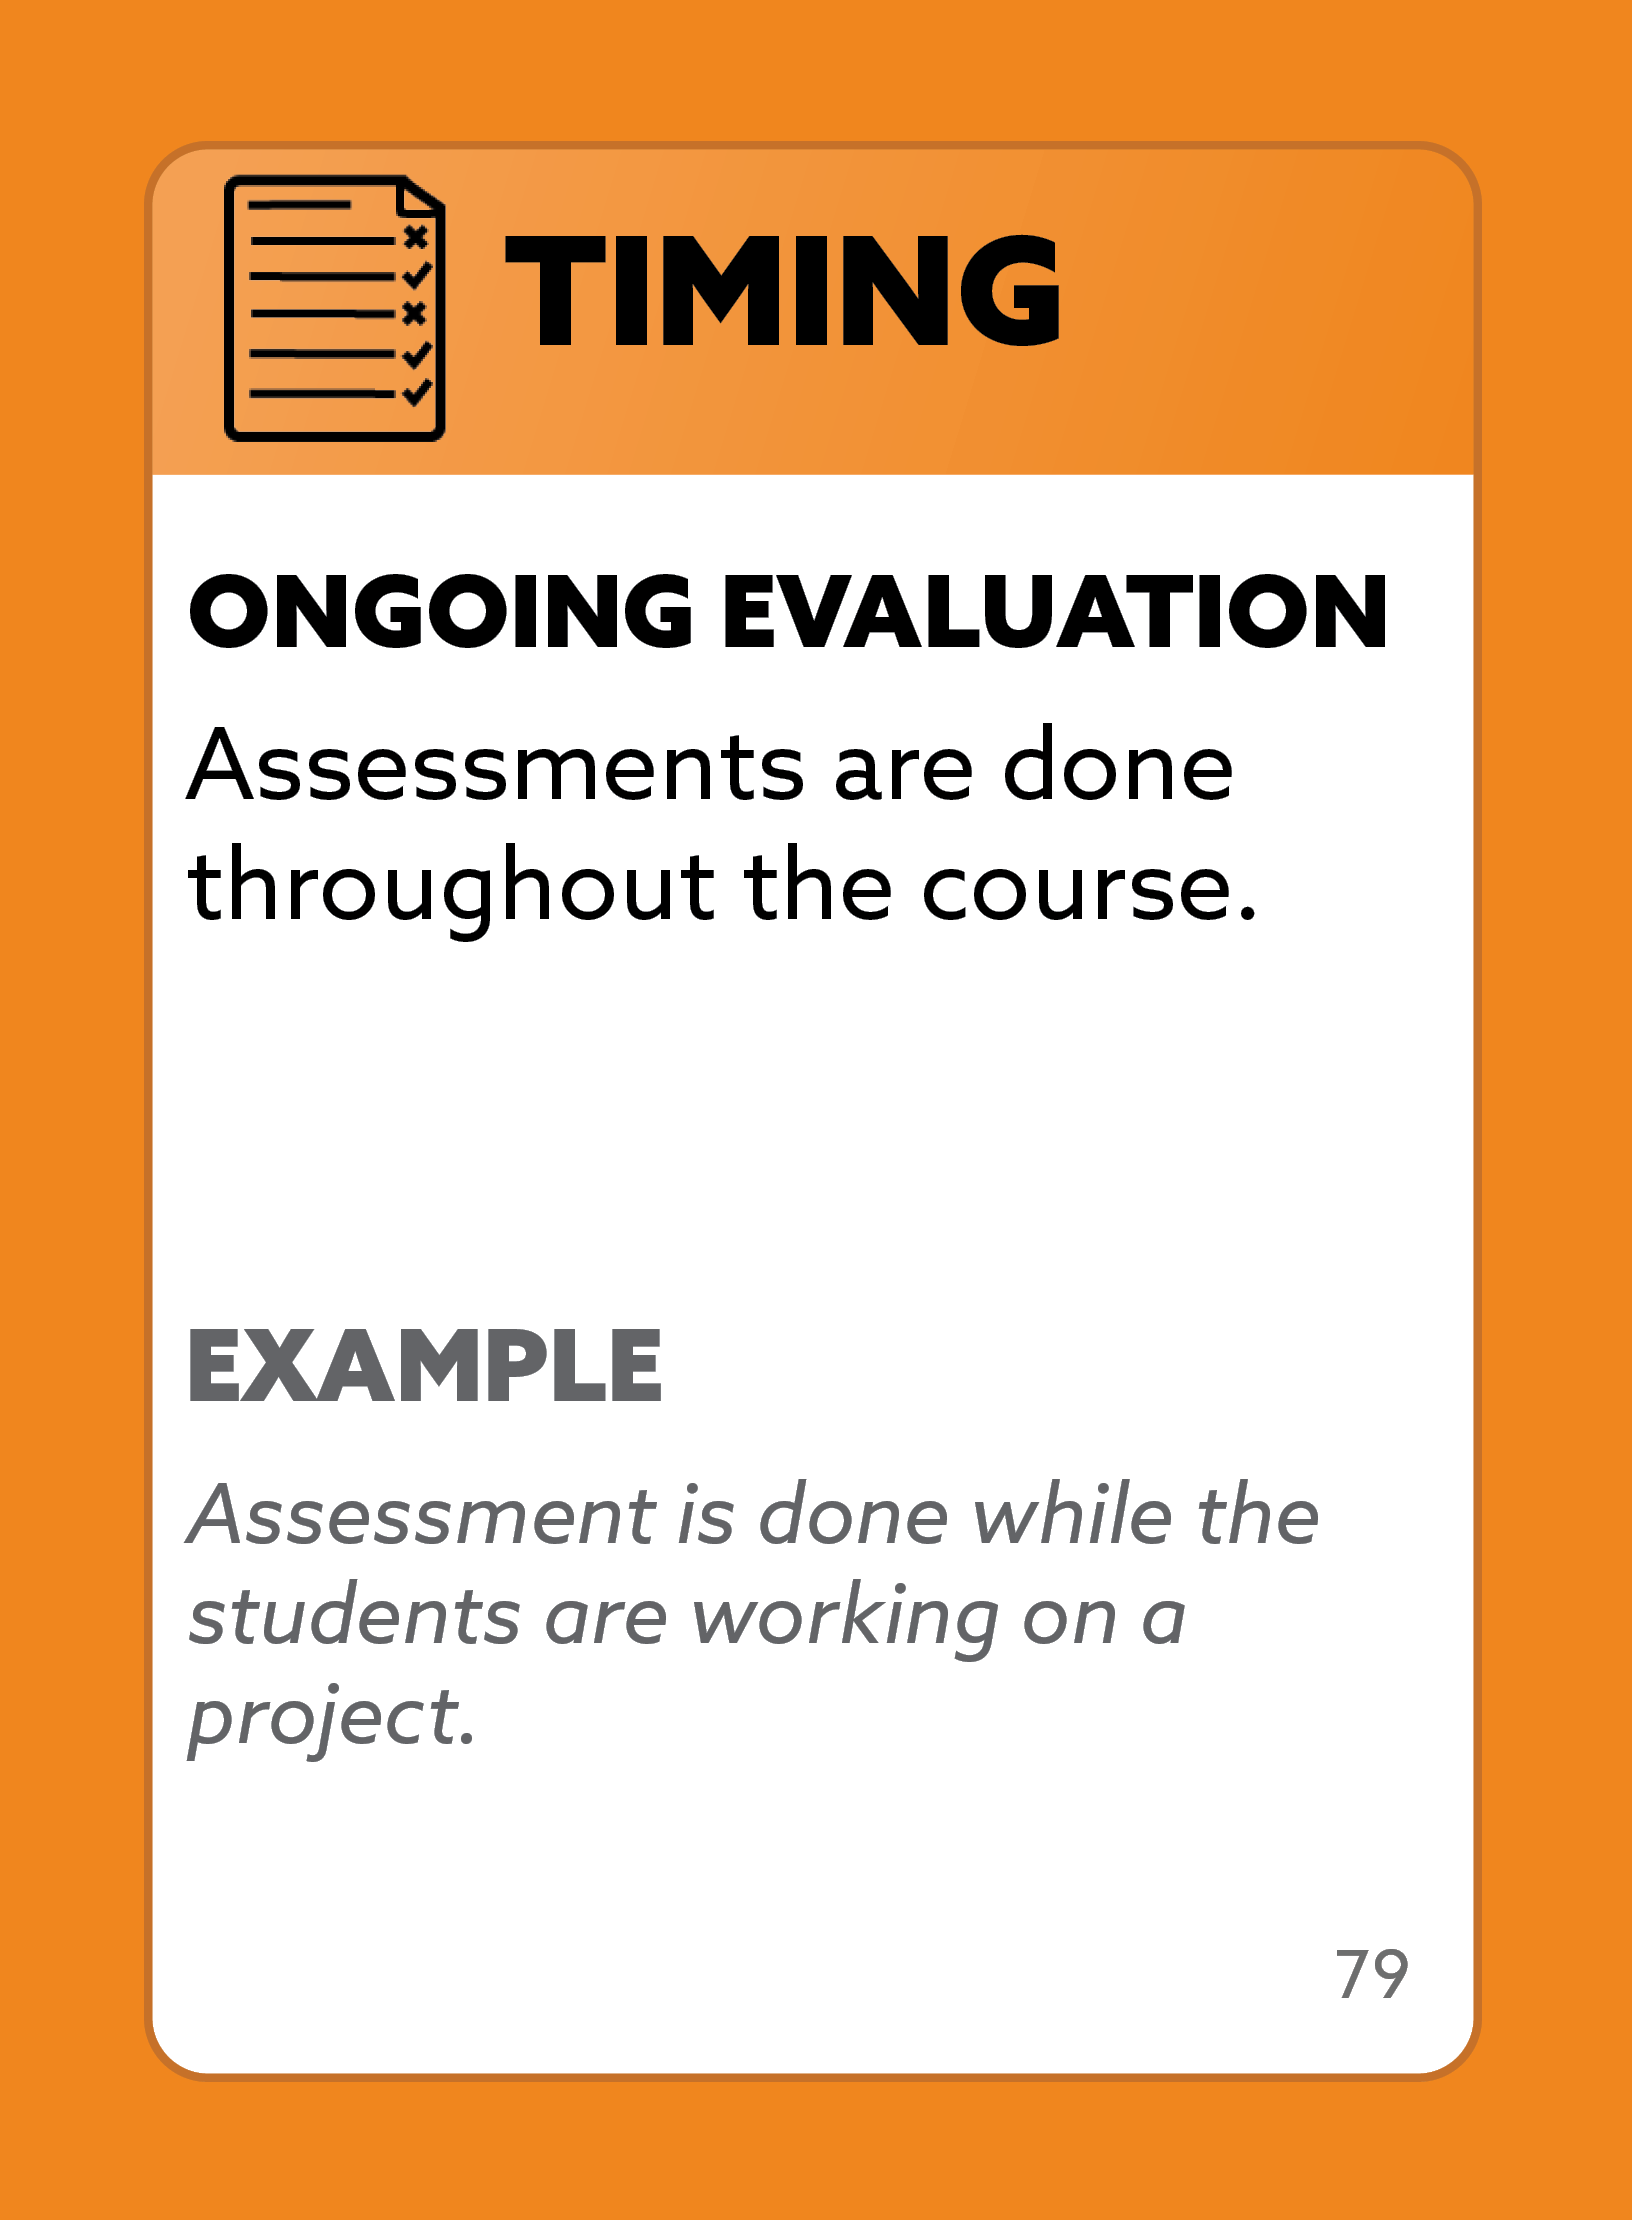 TIMING
ONGOING EVALUATION
Assessments are done
throughout the course.
EXAMPLE
Assessment is done while the
students are working on a
project.
79